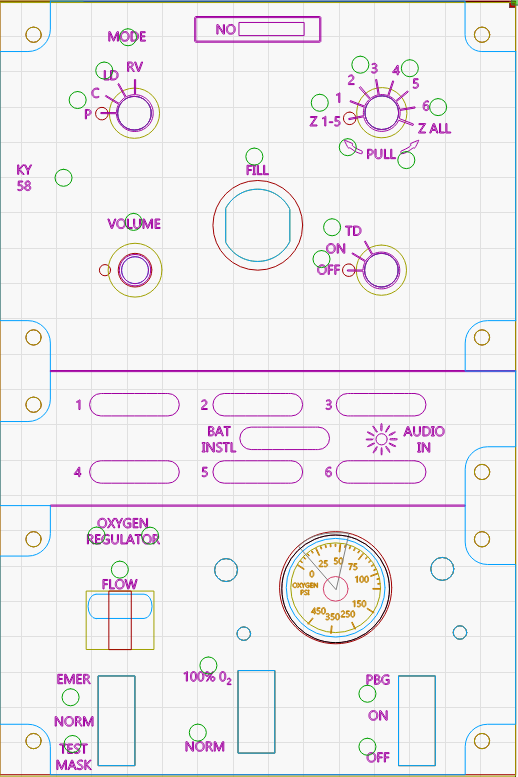 NO
MODE
RV
LD
C
P
3
4
2
5
1
6
Z 1-5
Z ALL
PULL
KY
58
FILL
VOLUME
TD
ON
OFF
1
2
3
BAT
INSTL
AUDIO
IN
4
5
6
OXYGEN
REGULATOR
FLOW
0
25
50
75
100
150
250
350
450
OXYGEN
PSI
EMER
NORM
TEST
MASK
100% 02
NORM
PBG
ON
OFF